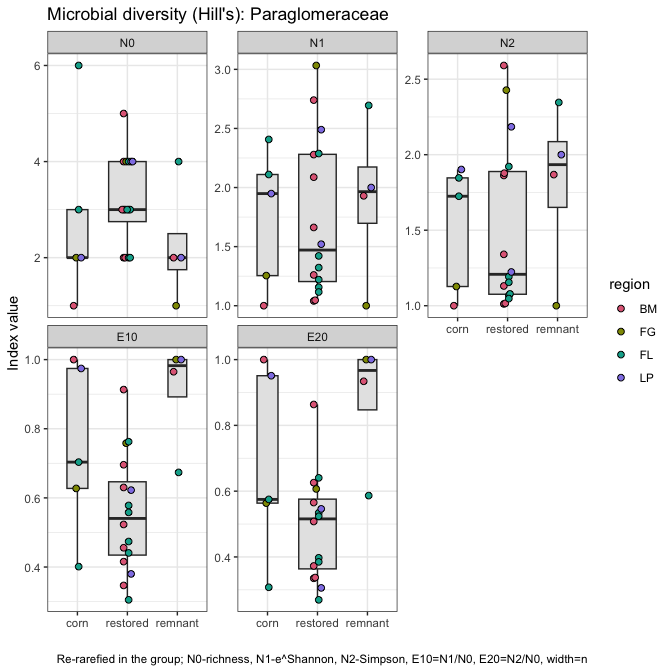 Microbial diversity (Hill's): Paraglomeraceae
N0 N1 N2
6
4
2
3.0
2.5
2.0
1.5
1.0
2.5
2.0
1.5
1.0
corn restored remnant
Index value
region
BM
FG
FL
LP
E10 E20
1.0
0.8
0.6
0.4
1.0
0.8
0.6
0.4
corn restored remnant corn restored remnant
Re-rarefied in the group; N0-richness, N1-e^Shannon, N2-Simpson, E10=N1/N0, E20=N2/N0, width=n